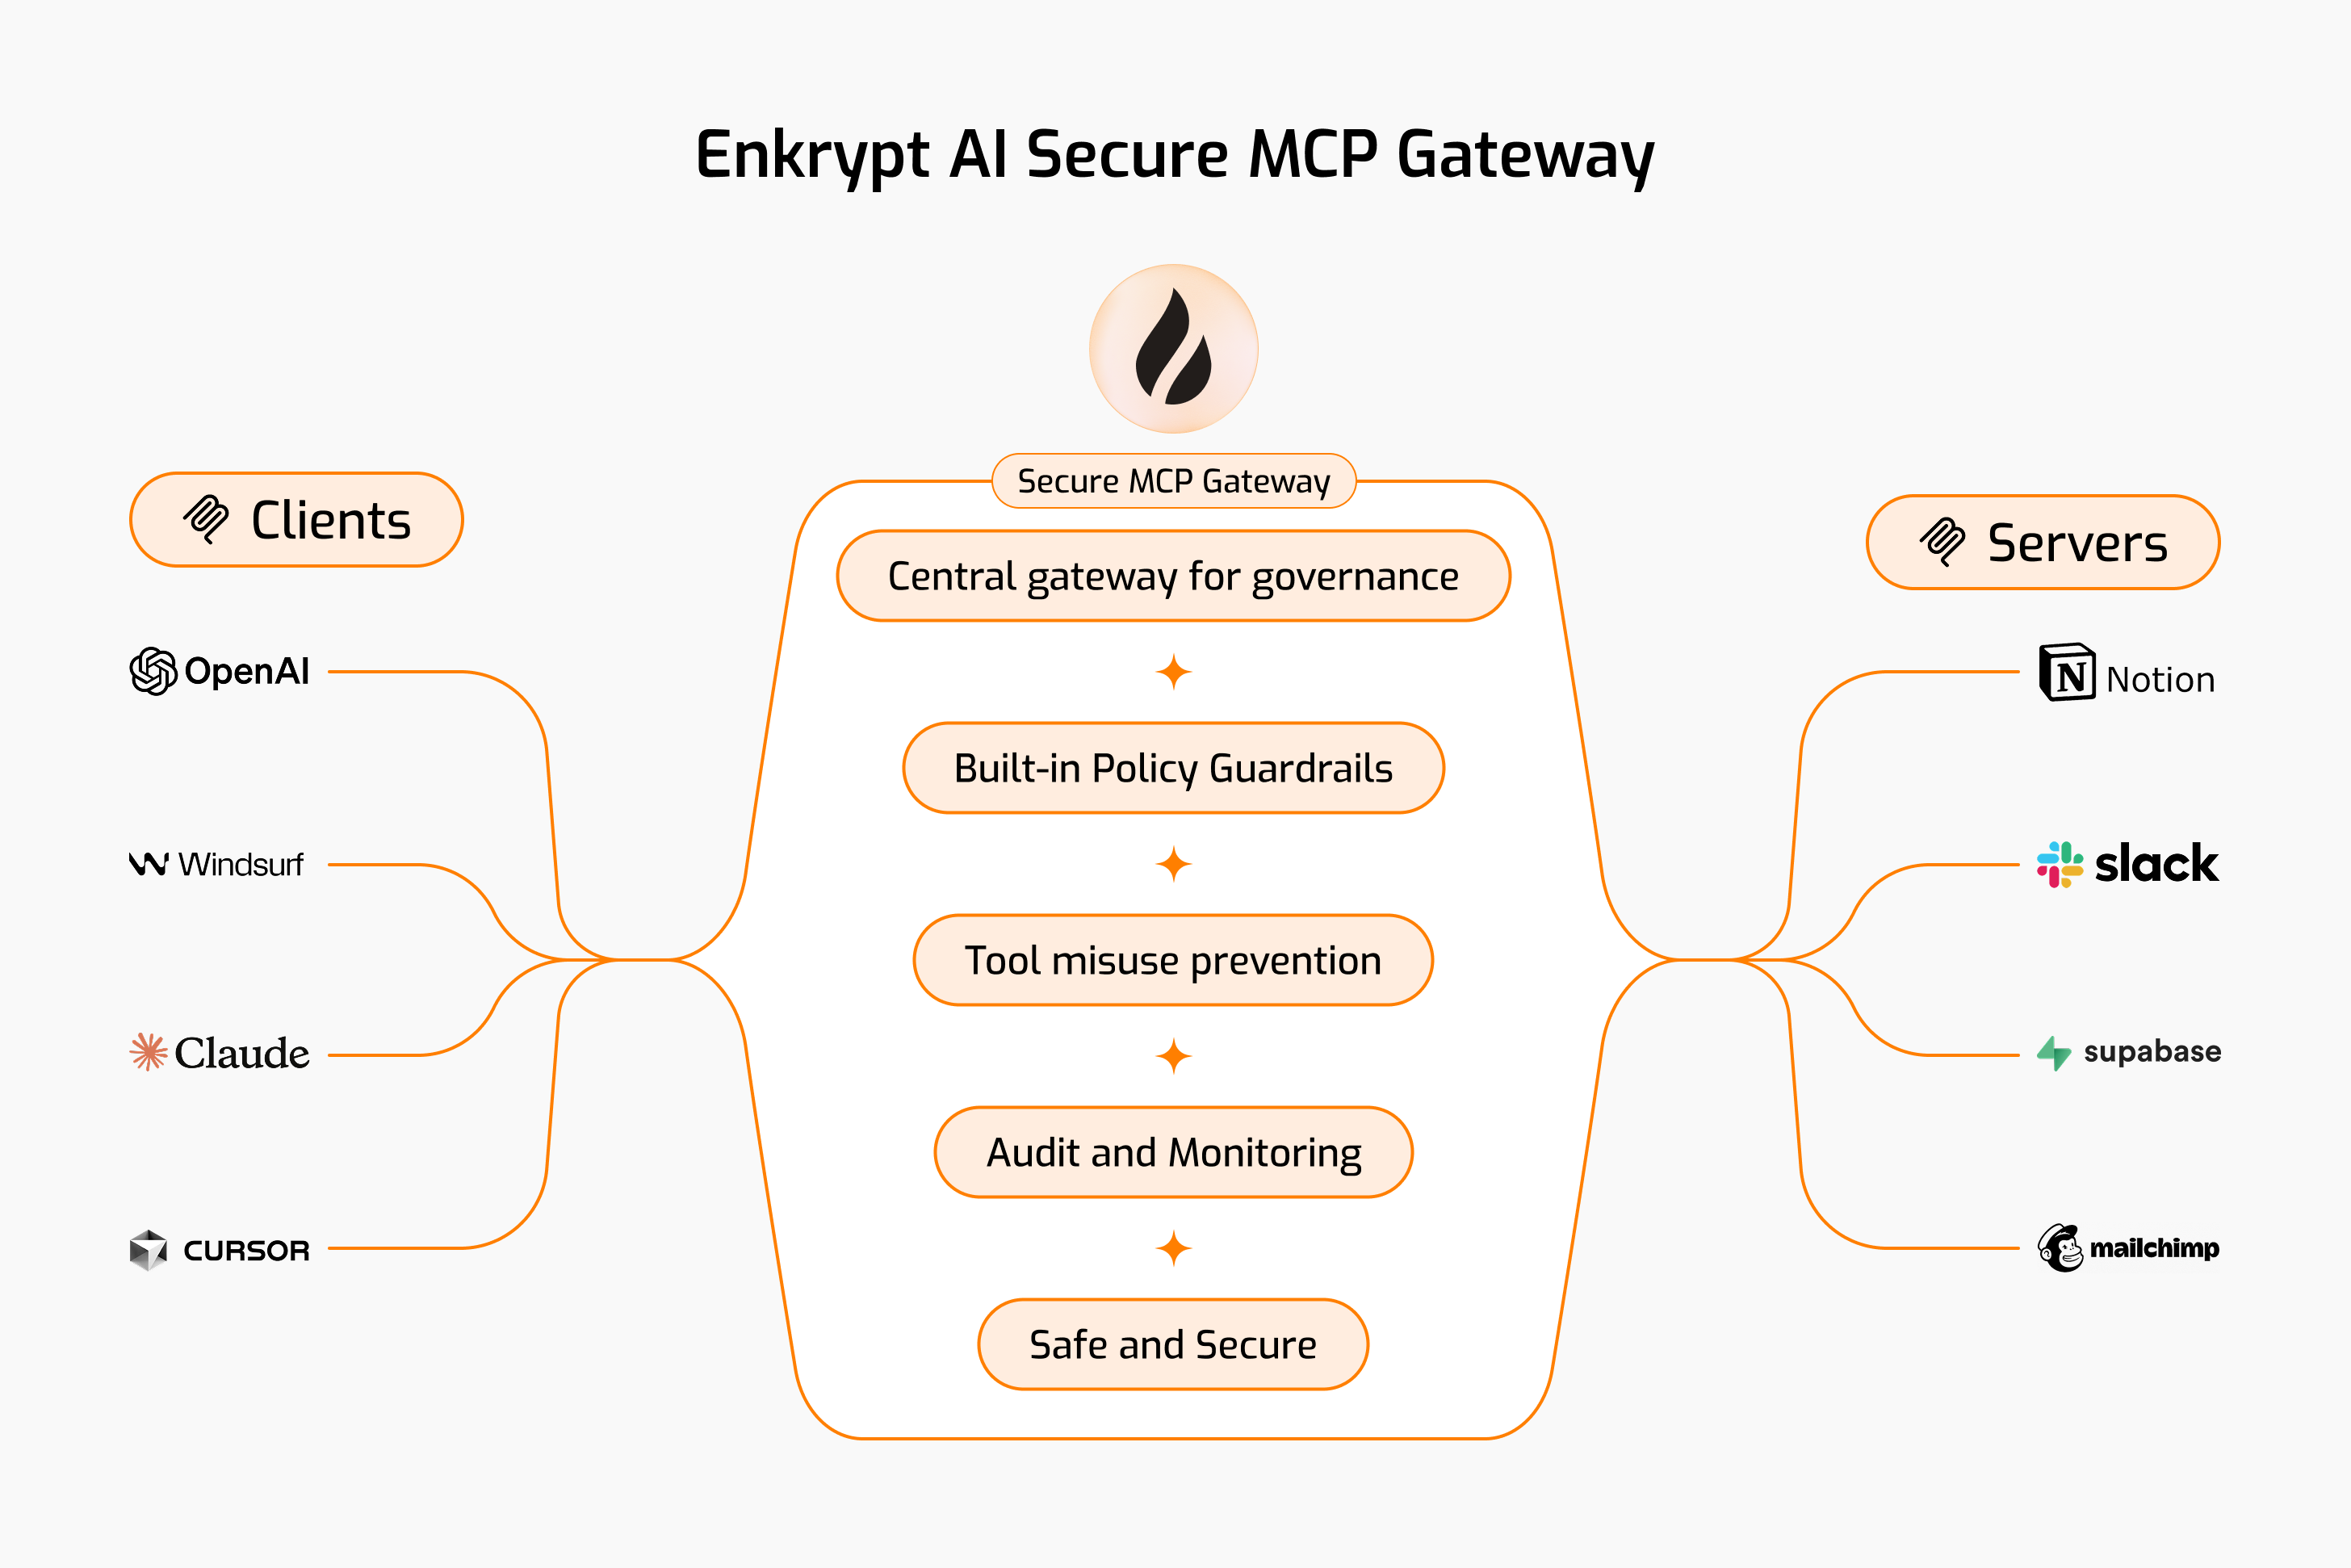 Enkrypt AI Secure MCP Gateway
Secure MCP Gateway
Clients
OpenAI
Windsurf
Claude
CURSOR
Central gateway for governance
Built-in Policy Guardrails
Tool misuse prevention
Audit and Monitoring
Safe and Secure
Servers
N Notion
slack
supabase
mailchimp